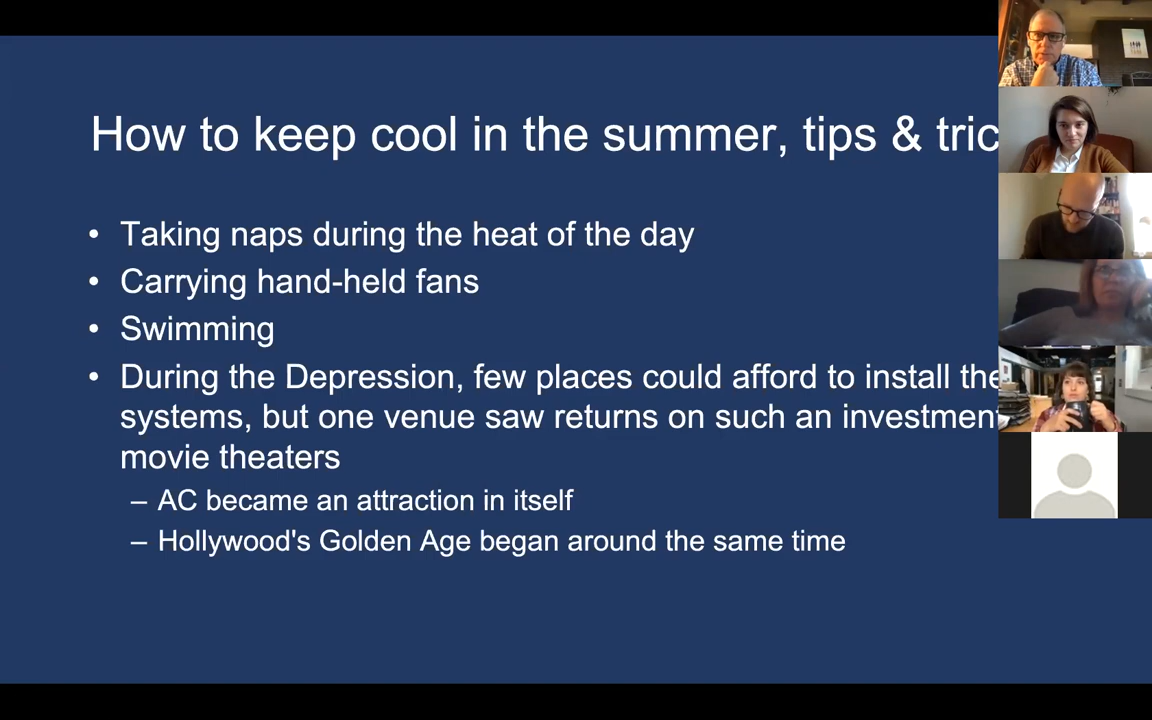 How to keep cool in the summer, tips & tric
• Taking naps during the heat of the day
• Carrying hand-held fans
• Swimming
• During the Depression, few places could afford to install the
systems, but one venue saw returns on such an investment
movie theaters
– AC became an attraction in itself
– Hollywood's Golden Age began around the same time